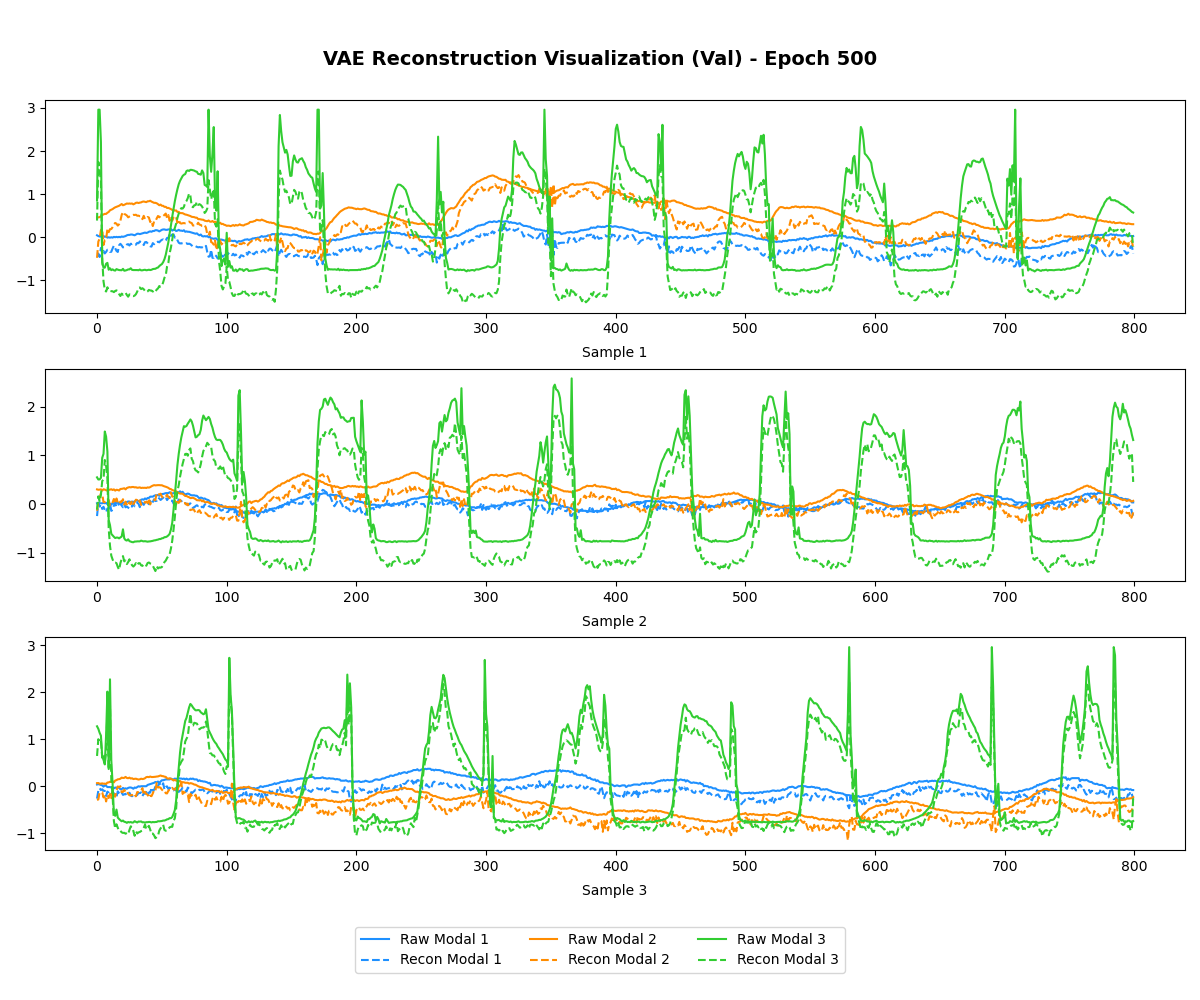 VAE Reconstruction Visualization (Val) - Epoch 500
3
2
1
0
−1
0 100 200 300 400 500 600 700 800
Sample 1
2
1
0
−1
0 100 200 300 400 500 600 700 800
Sample 2
3
2
1
0
−1
0 100 200 300 400 500 600 700 800
Sample 3
Raw Modal 1 Raw Modal 2 Raw Modal 3
Recon Modal 1 Recon Modal 2 Recon Modal 3